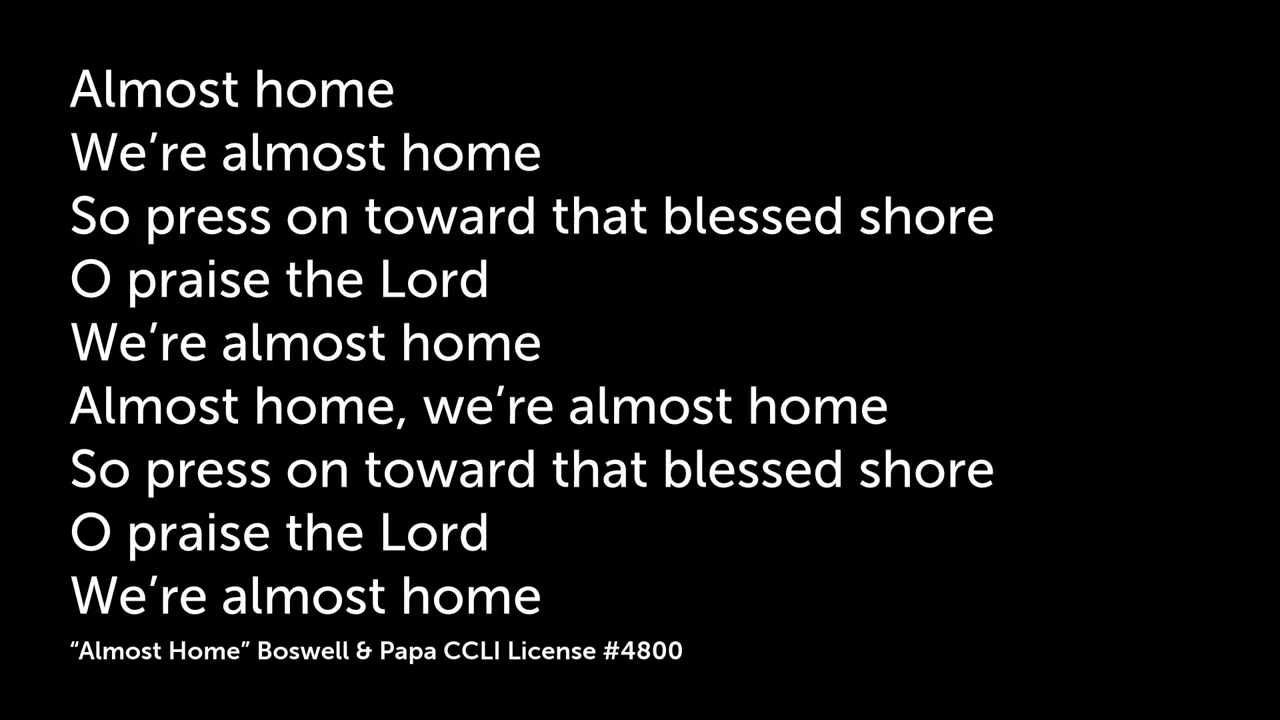 Almost home
We’re almost home
So press on toward that blessed shore
O praise the Lord
We’re almost home
Almost home, we’re almost home
So press on toward that blessed shore
O praise the Lord
We’re almost home
“Almost Home” Boswell & Papa CCLI License #4800